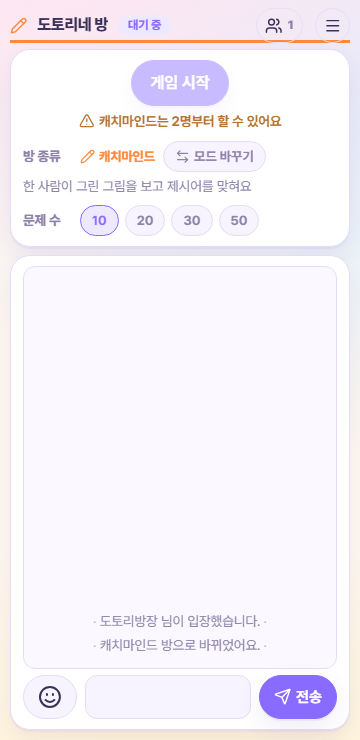 도토리네 방 대기 중 1
게임 시작
캐치마인드는 2명부터 할 수 있어요
방 종류 캐치마인드 모드 바꾸기
한 사람이 그린 그림을 보고 제시어를 맞혀요
문제 수 10 20 30 50
· 도토리방장 님이 입장했습니다. ·
· 캐치마인드 방으로 바뀌었어요. ·
전송